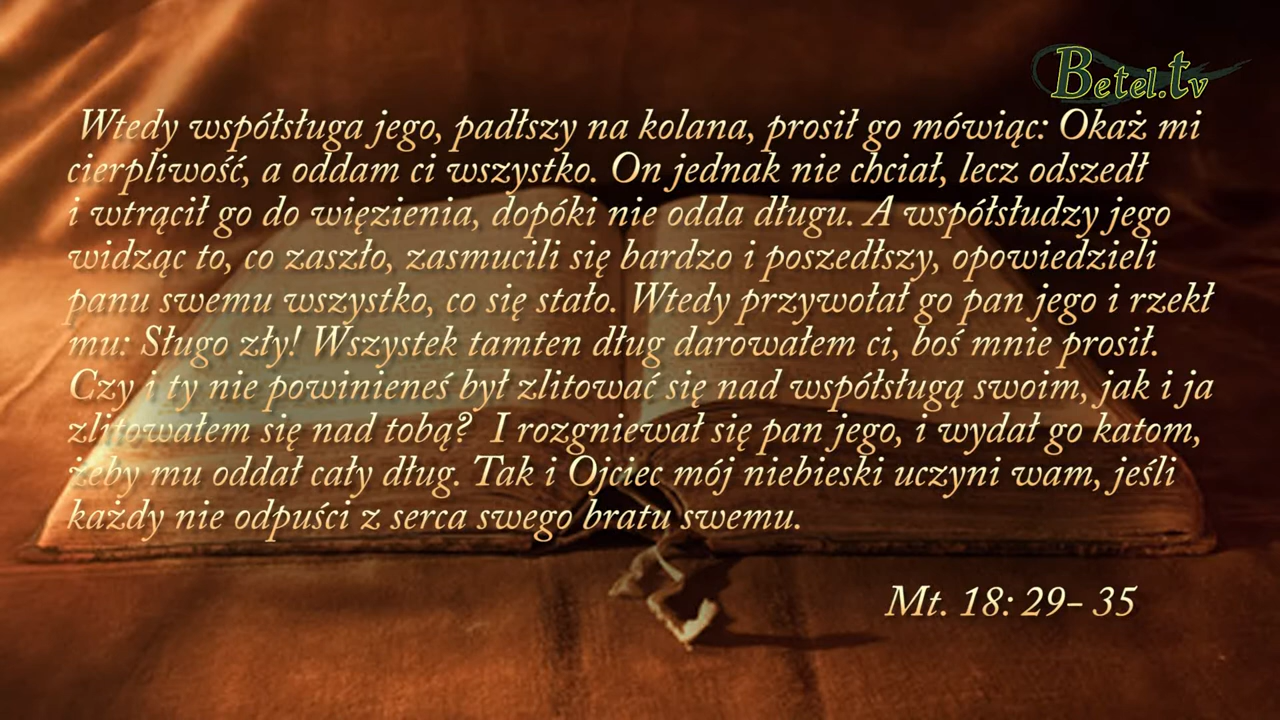 Betel.tv
Wtedy współsługa jego, padłszy na kolana, prosił go mówiąc: Okaż mi
cierpliwość, a oddam ci wszystko. On jednak nie chciał, lecz odszedł
i wtrącił go do więzienia, dopóki nie odda długu. A współsłudzy jego
widząc to, co zaszło, zasmucili się bardzo i poszedłszy, opowiedzieli
panu swemu wszystko, co się stało. Wtedy przywołał go pan jego i rzekł
mu: Sługo zły! Wszystek tamten dług darowałem ci, boś mnie prosił.
Czy i ty nie powinieneś był zlitować się nad współsługą swoim, jak i ja
zlitowałem się nad tobą? I rozgniewał się pan jego, i wydał go katom,
żeby mu oddał cały dług. Tak i Ojciec mój niebieski uczyni wam, jeśli
każdy nie odpuści z serca swego bratu swemu.
Mt. 18: 29- 35